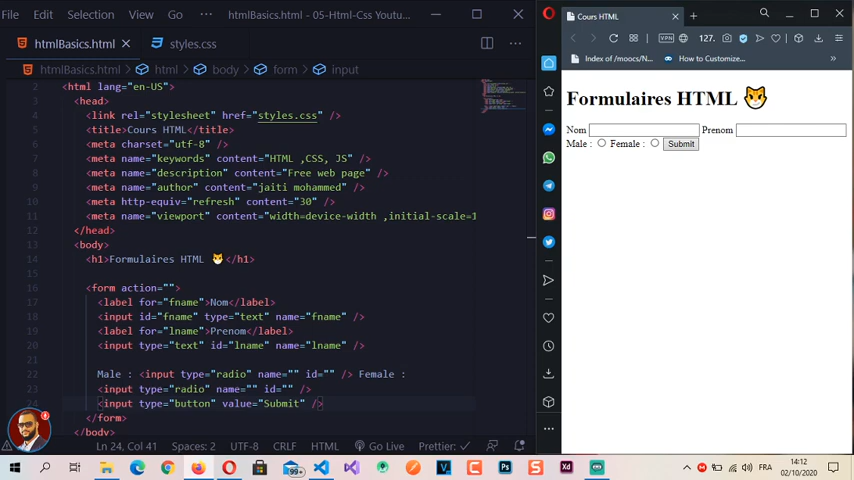 File Edit Selection View Go ··· htmlBasics.html - 05-Html-Css Youtu...
htmlBasics.html styles.css
htmlBasics.html > html > body > form > input
2 <html lang="en-US">
3 <head>
4 <link rel="stylesheet" href="styles.css" />
5 <title>Cours HTML</title>
6 <meta charset="utf-8" />
7 <meta name="keywords" content="HTML ,CSS, JS" />
8 <meta name="description" content="Free web page" />
9 <meta name="author" content="jaiti mohammed" />
10 <meta http-equiv="refresh" content="30" />
11 <meta name="viewport" content="width=device-width ,initial-scale=1
12 </head>
13 <body>
14 <h1>Formulaires HTML 🐱</h1>
15
16 <form action="">
17 <label for="fname">Nom</label>
18 <input id="fname" type="text" name="fname" />
19 <label for="lname">Prenom</label>
20 <input type="text" id="lname" name="lname" />
21
22 Male : <input type="radio" name="" id="" /> Female :
23 <input type="radio" name="" id="" />
24 <input type="button" value="Submit" />
</form>
</body>
Ln 24, Col 41 Spaces: 2 UTF-8 CRLF HTML Go Live Prettier: ✓
Cours HTML
VPN 127.
Index of /moocs/N... How to Customize... »
Formulaires HTML 🐱
Nom Prenom
Male : Female : Submit
99+ FRA 14:12
02/10/2020